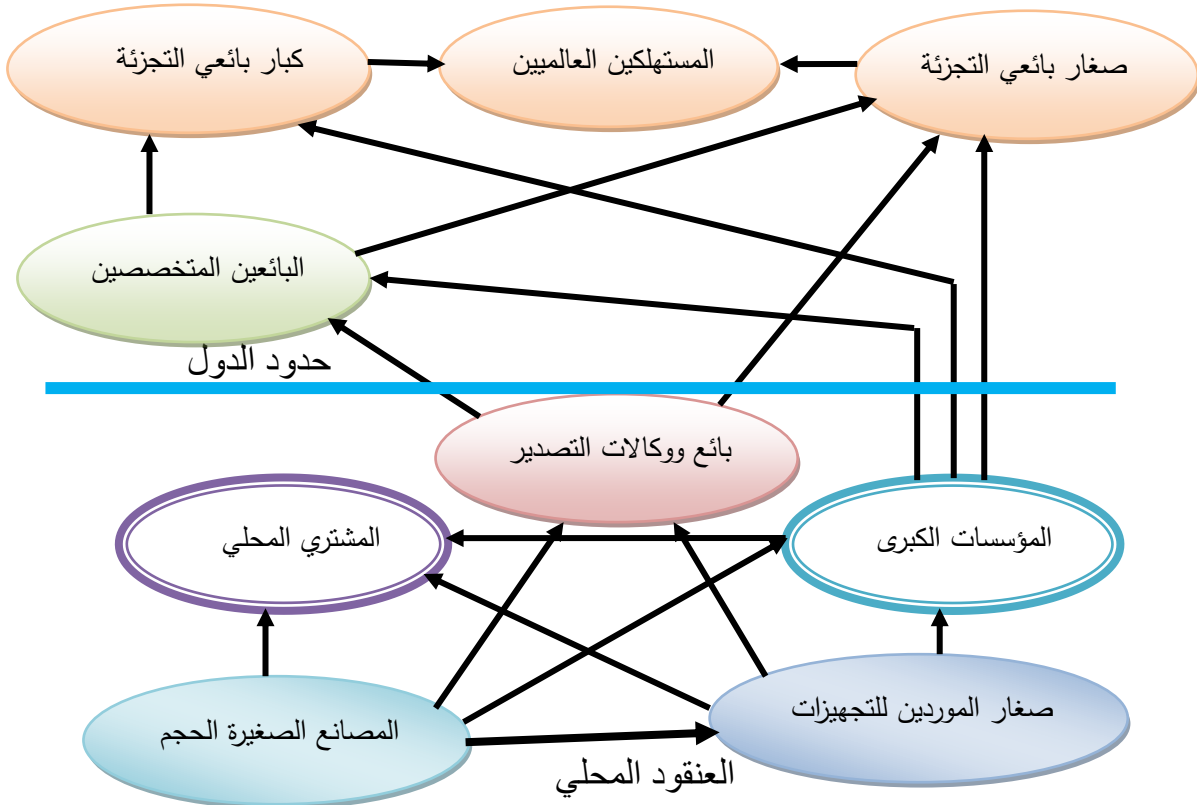 صغار بائعي التجزئة
المستهلكين العالميين
كبار بائعي التجزئة
البائعين المتخصصين
حدود الدول
بائع ووكالات التصدير
المؤسسات الكبرى
المشتري المحلي
صغار الموردين للتجهيزات
المصانع الصغيرة الحجم
العنقود المحلي